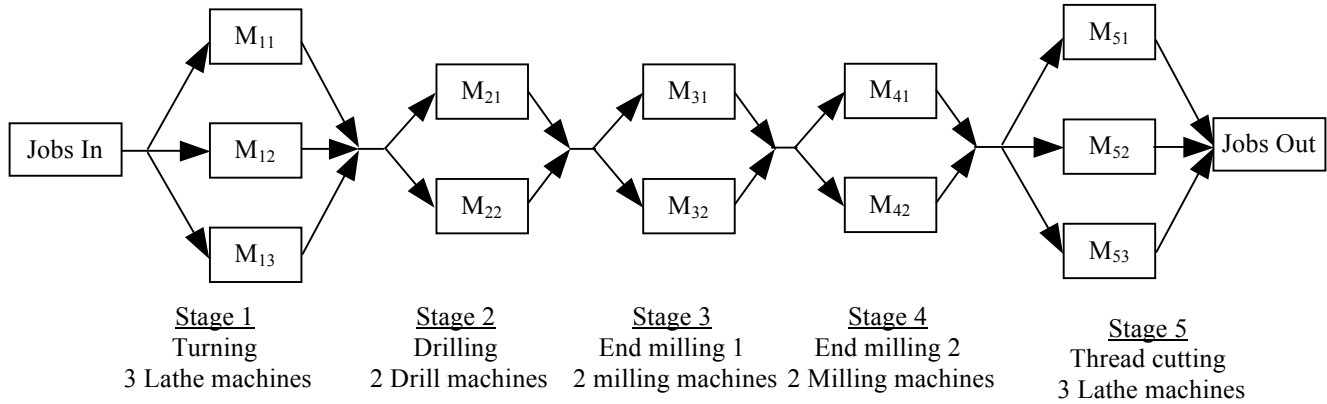 Jobs In
M₁₁
M₁₂
M₁₃
M₂₁
M₂₂
M₃₁
M₃₂
M₄₁
M₄₂
M₅₁
M₅₂
M₅₃
Jobs Out
Stage 1
Turning
3 Lathe machines
Stage 2
Drilling
2 Drill machines
Stage 3
End milling 1
2 milling machines
Stage 4
End milling 2
2 Milling machines
Stage 5
Thread cutting
3 Lathe machines